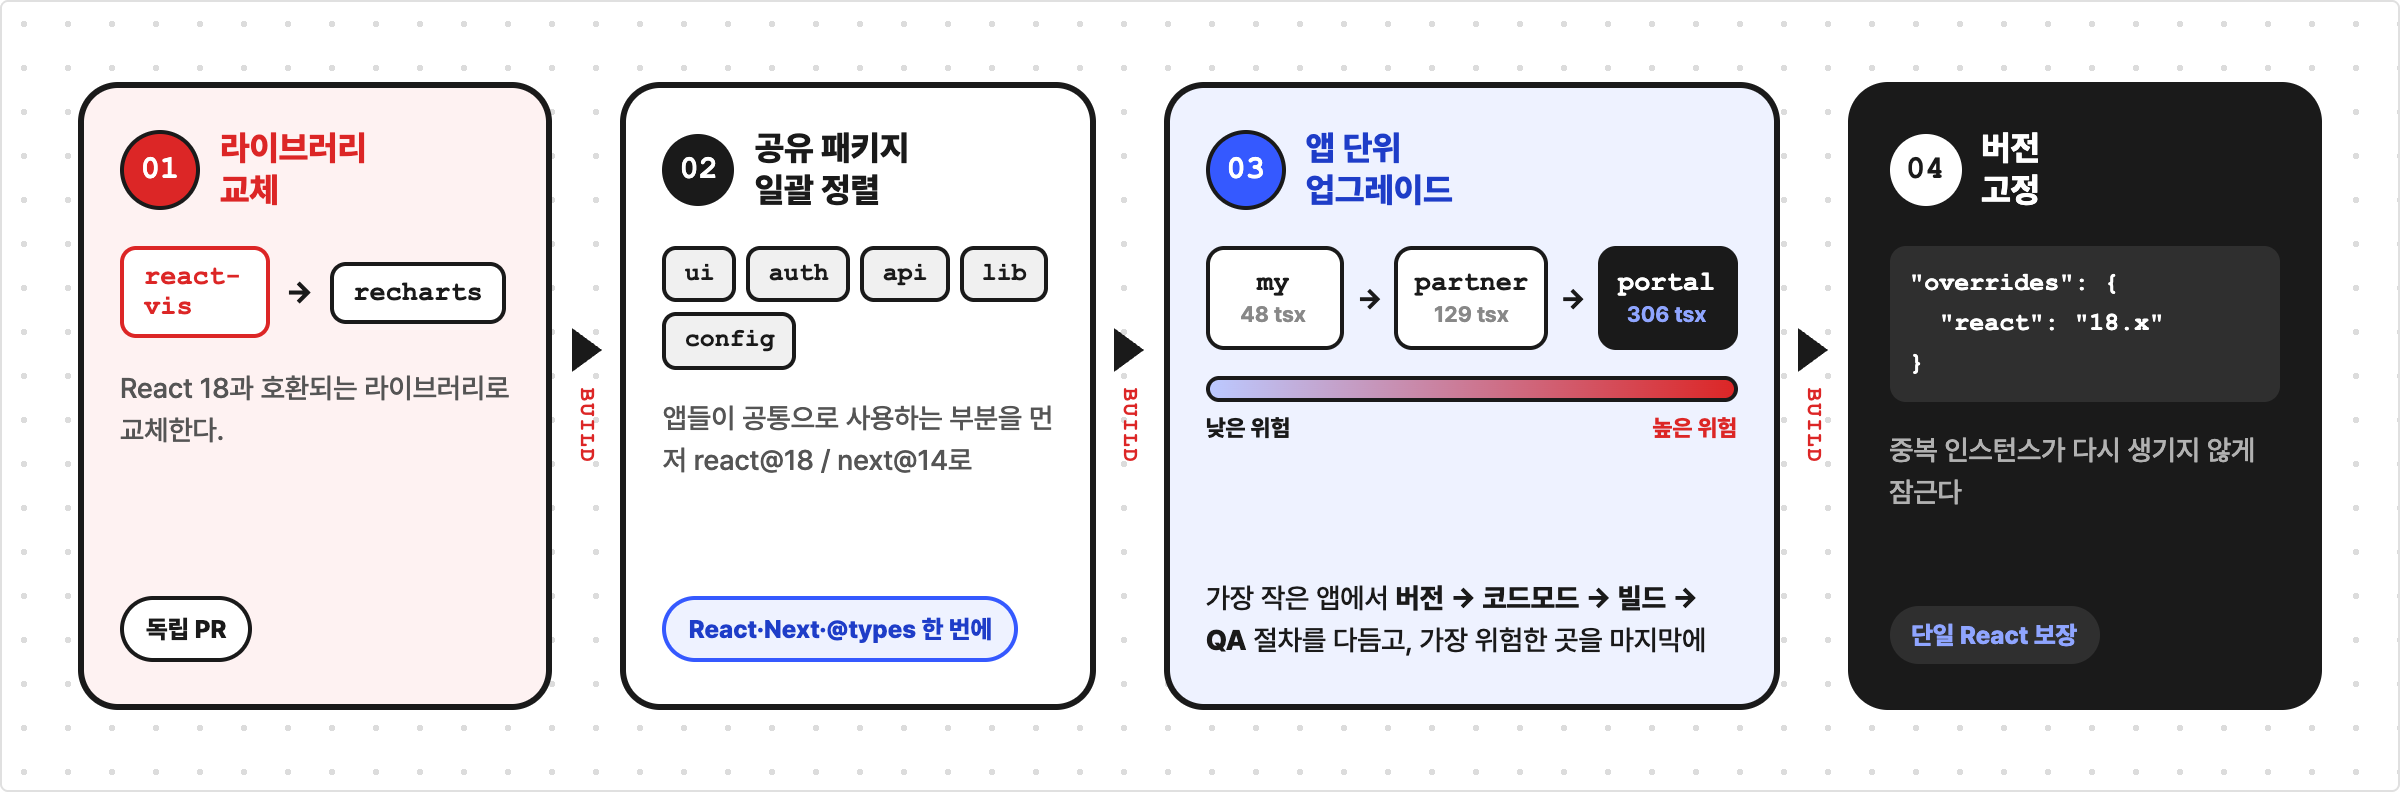 01
라이브러리
교체
react-
vis
→
recharts
React 18과 호환되는 라이브러리로
교체한다.
독립 PR
BUILD
02
공유 패키지
일괄 정렬
ui
auth
api
lib
config
앱들이 공통으로 사용하는 부분을 먼
저 react@18 / next@14로
React·Next·@types 한 번에
BUILD
03
앱 단위
업그레이드
my
48 tsx
→
partner
129 tsx
→
portal
306 tsx
낮은 위험
높은 위험
가장 작은 앱에서 버전 → 코드모드 → 빌드 →
QA 절차를 다듬고, 가장 위험한 곳을 마지막에
BUILD
04
버전
고정
"overrides": {
"react": "18.x"
}
중복 인스턴스가 다시 생기지 않게
잠근다
단일 React 보장